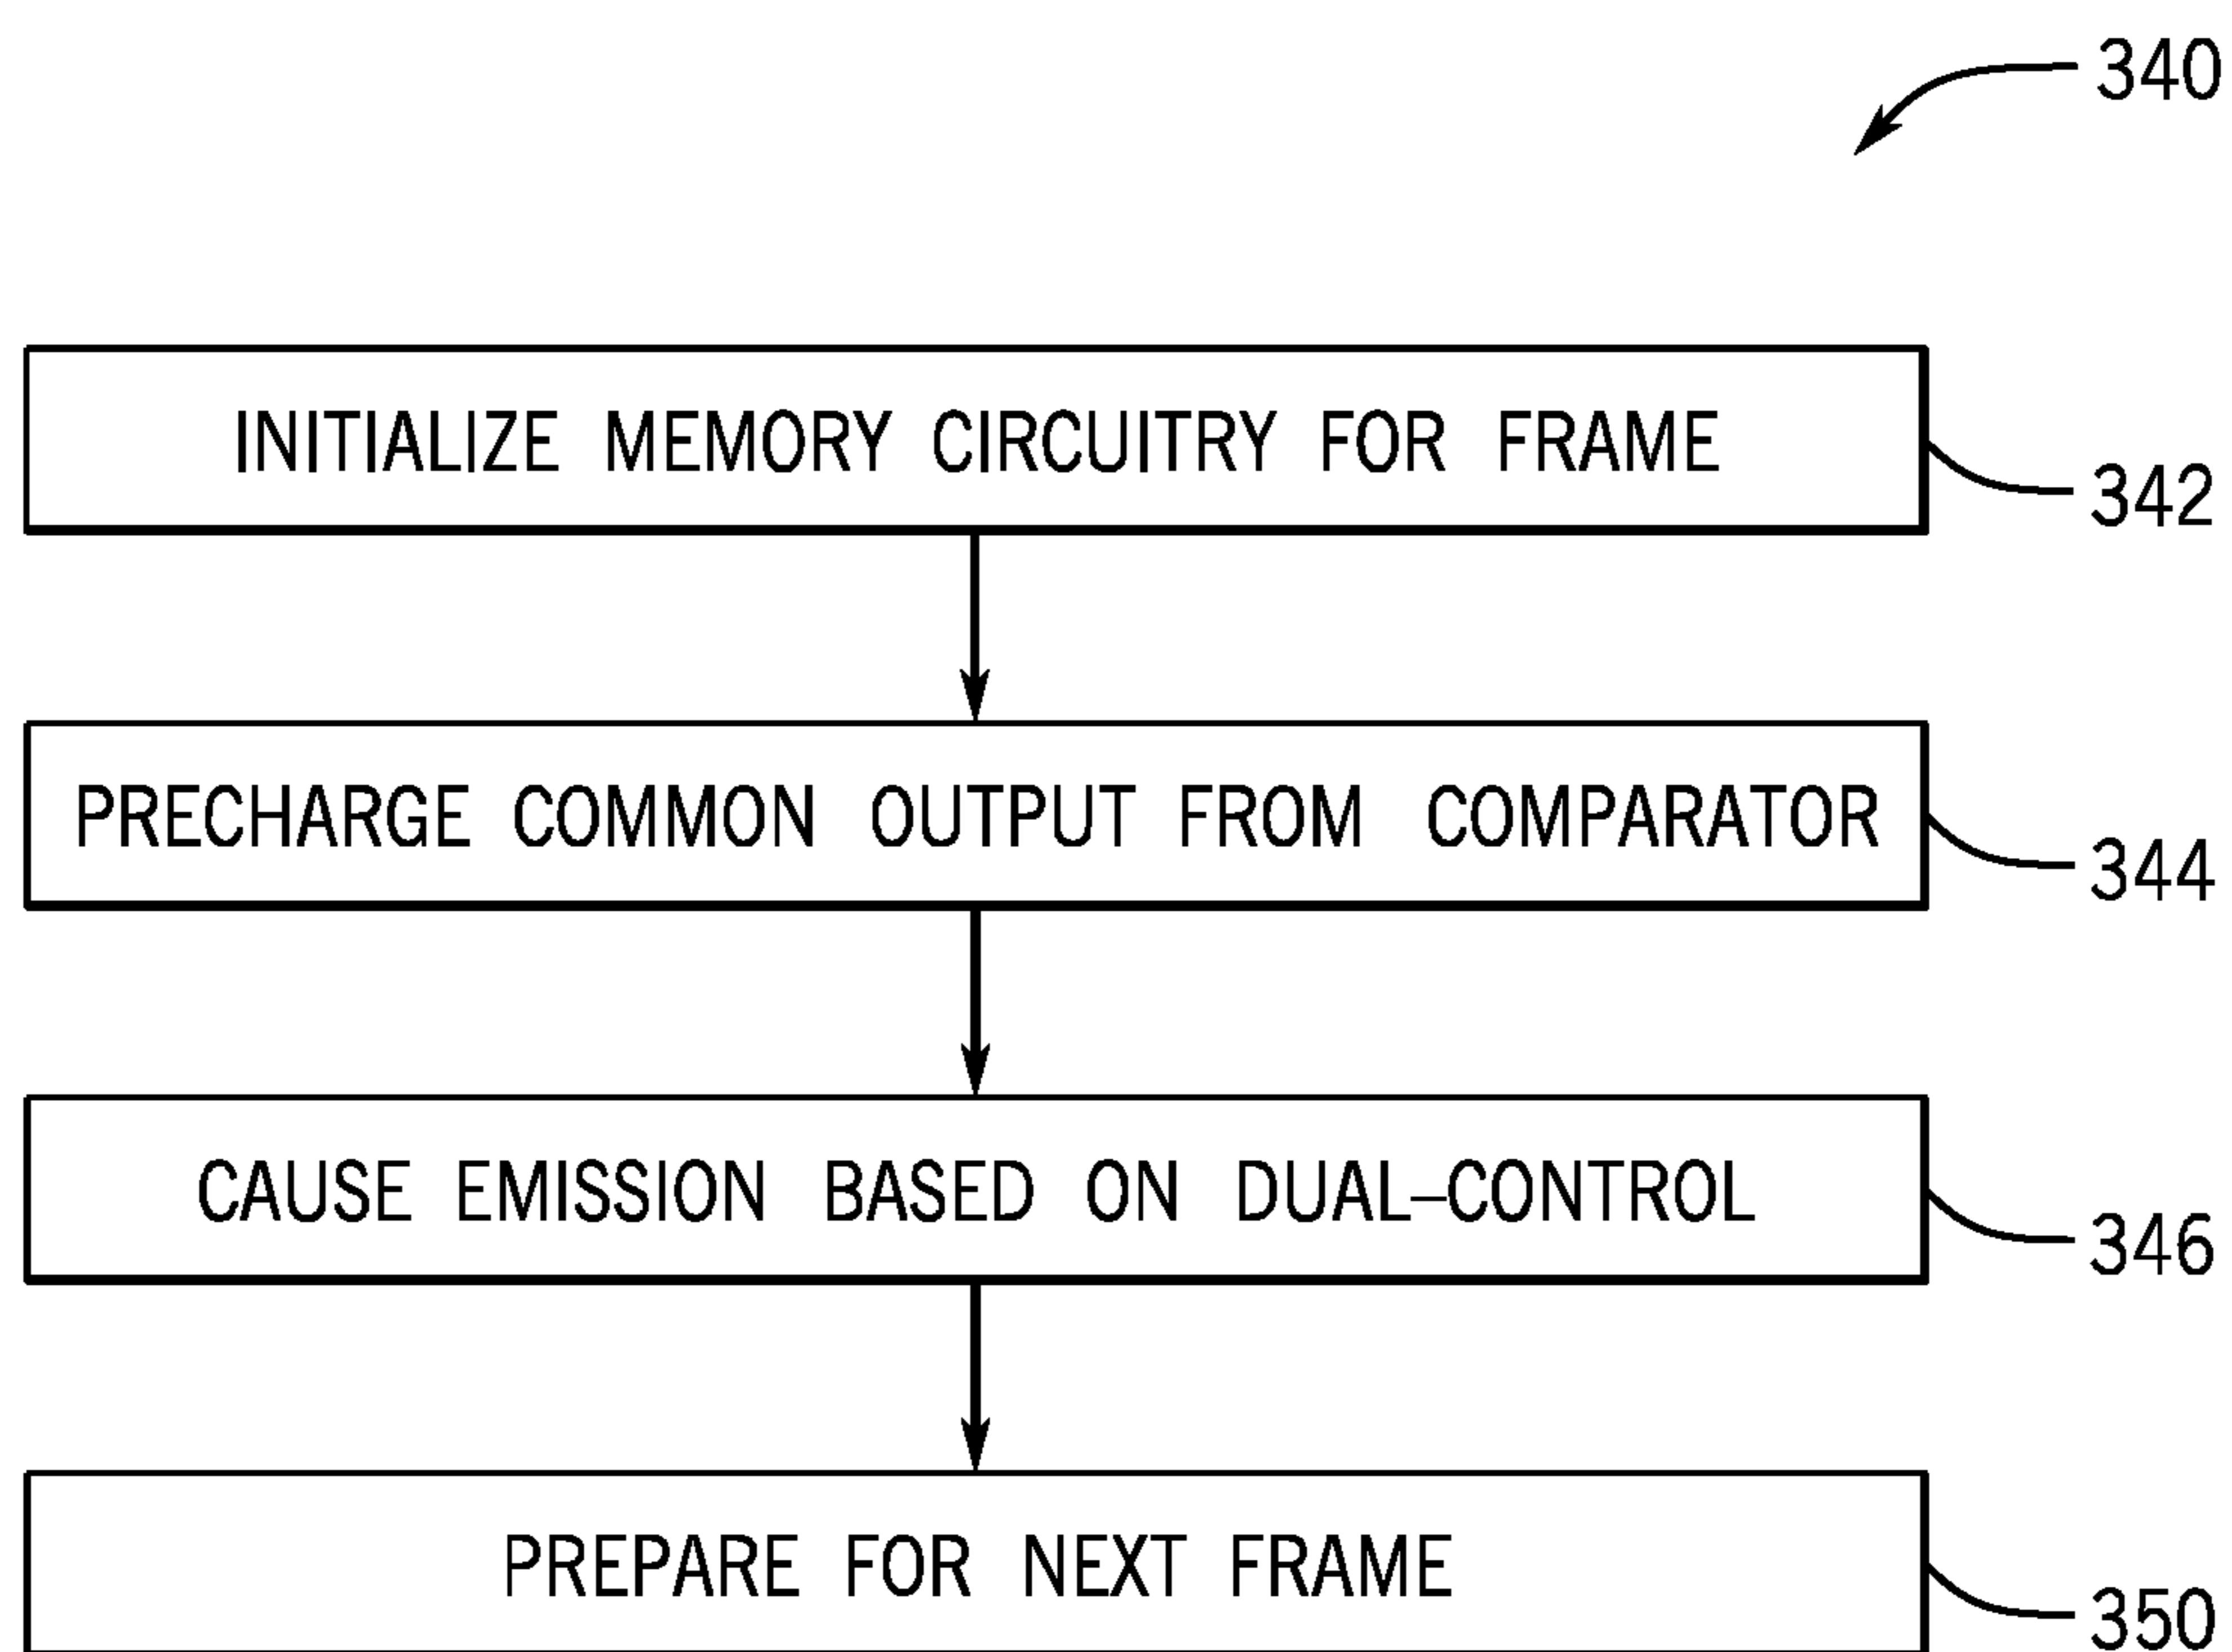 340
INITIALIZE MEMORY CIRCUITRY FOR FRAME
342
PRECHARGE COMMON OUTPUT FROM COMPARATOR
344
CAUSE EMISSION BASED ON DUAL–CONTROL
346
PREPARE FOR NEXT FRAME
350